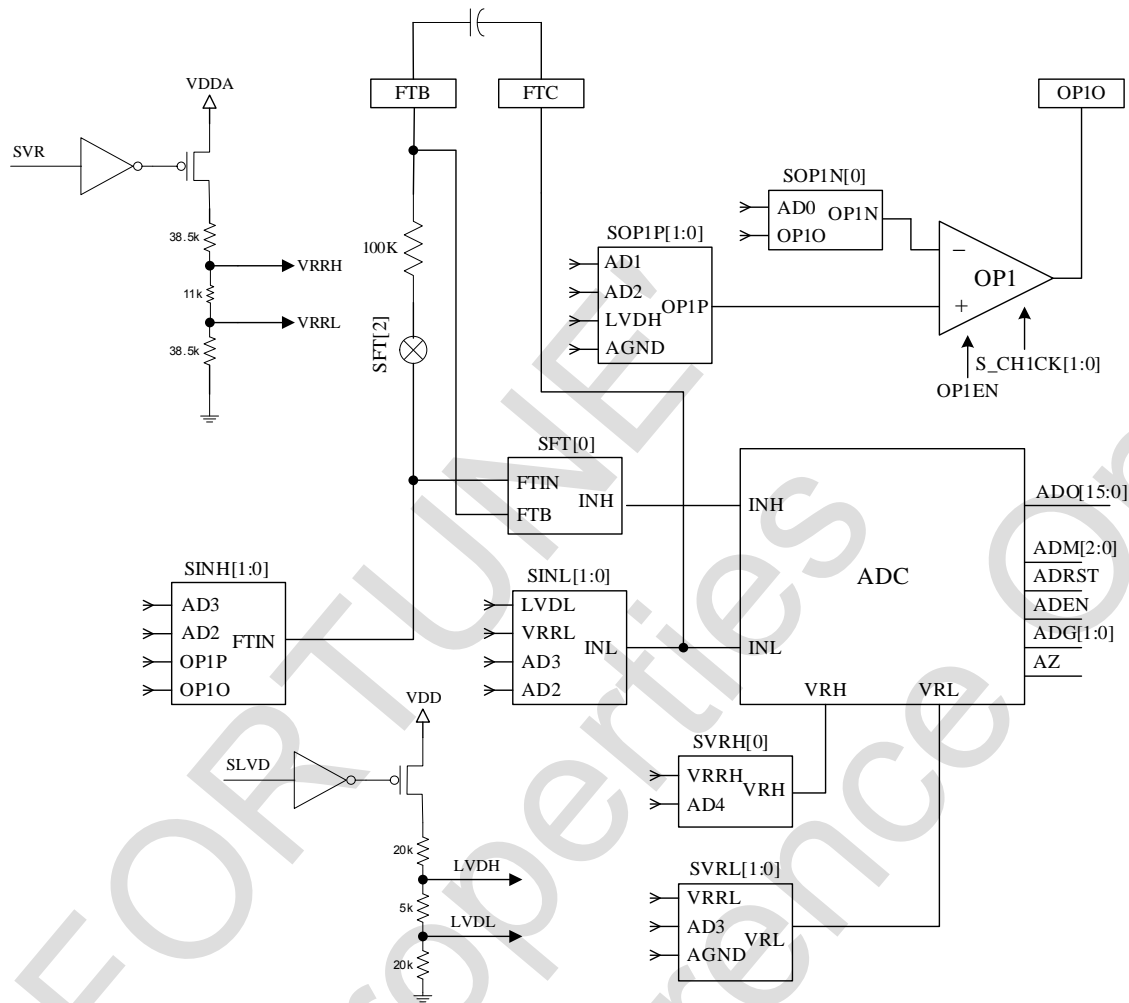 FTB
FTC
OP1O
VDDA
SVR
38.5k
VRRH
11k
VRRL
38.5k
100K
SFT[2]
SOP1N[0]
AD0
OP1O
OP1N
SOP1P[1:0]
AD1
AD2
LVDH
AGND
OP1P
−
OP1
+
S_CH1CK[1:0]
OP1EN
SFT[0]
FTIN
FTB
INH
SINH[1:0]
AD3
AD2
OP1P
OP1O
FTIN
SINL[1:0]
LVDL
VRRL
AD3
AD2
INL
INH
ADC
INL
VRH
VRL
ADO[15:0]
ADM[2:0]
ADRST
ADEN
ADG[1:0]
AZ
VDD
SLVD
20k
LVDH
5k
LVDL
20k
SVRH[0]
VRRH
AD4
VRH
SVRL[1:0]
VRRL
AD3
AGND
VRL
FORTUNE'